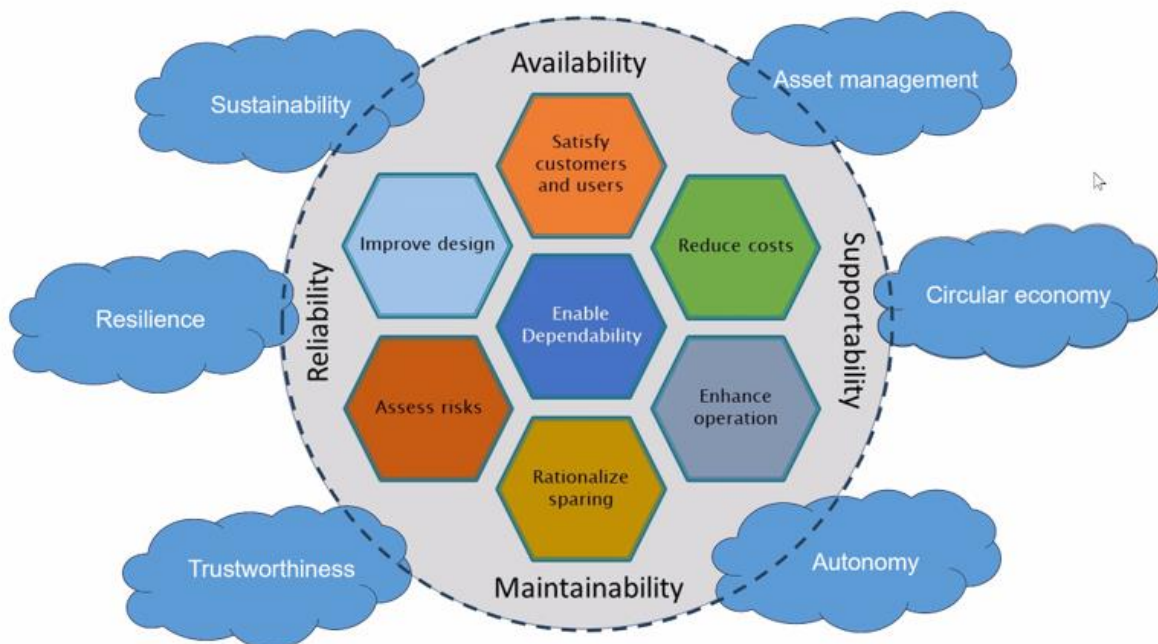 Availability
Asset management
Sustainability
Satisfy
customers
and users
Improve design
Reduce costs
Reliability
Supportability
Resilience
Enable
Dependability
Circular economy
Assess risks
Enhance
operation
Rationalize
sparing
Trustworthiness
Autonomy
Maintainability